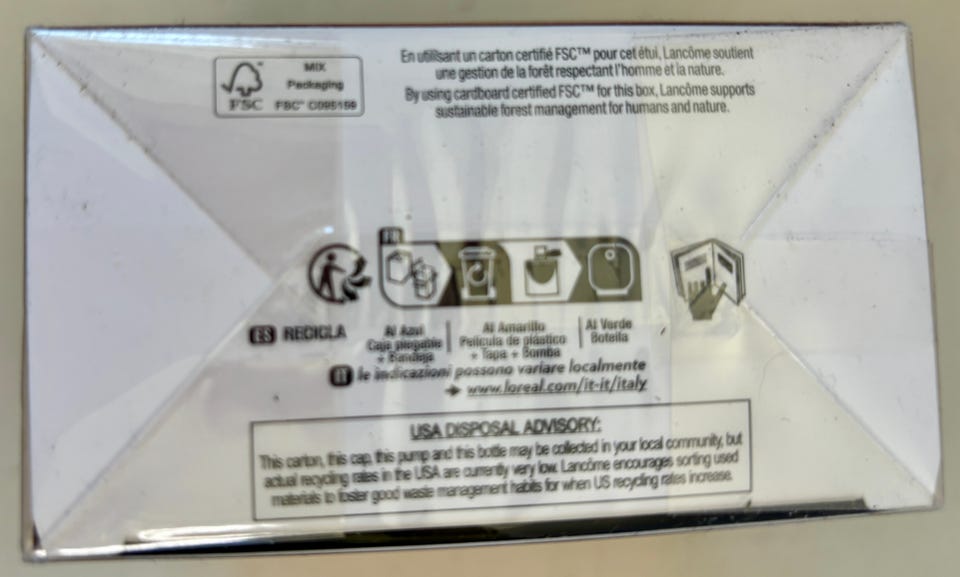 MIX
Packaging
FSC
En utilisant un carton certifié FSC™ pour cet étui, Lancôme soutient
une gestion de la forêt respectant l'homme et la nature.
By using cardboard certified FSC™ for this box, Lancôme supports
sustainable forest management for humans and nature.
FR
ES RECICLA
Al Azul
Caja plegable
+ Bandeja
Al Amarillo
Película de plástico
+ Tapa + Bomba
Al Verde
Botella
IT le indicazioni possono variare localmente
www.loreal.com/it-it/italy
USA DISPOSAL ADVISORY:
This carton, this cap, this pump and this bottle may be collected in your local community, but
actual recycling rates in the USA are currently very low. Lancôme encourages sorting used
materials to foster good waste management habits for when US recycling rates increase.